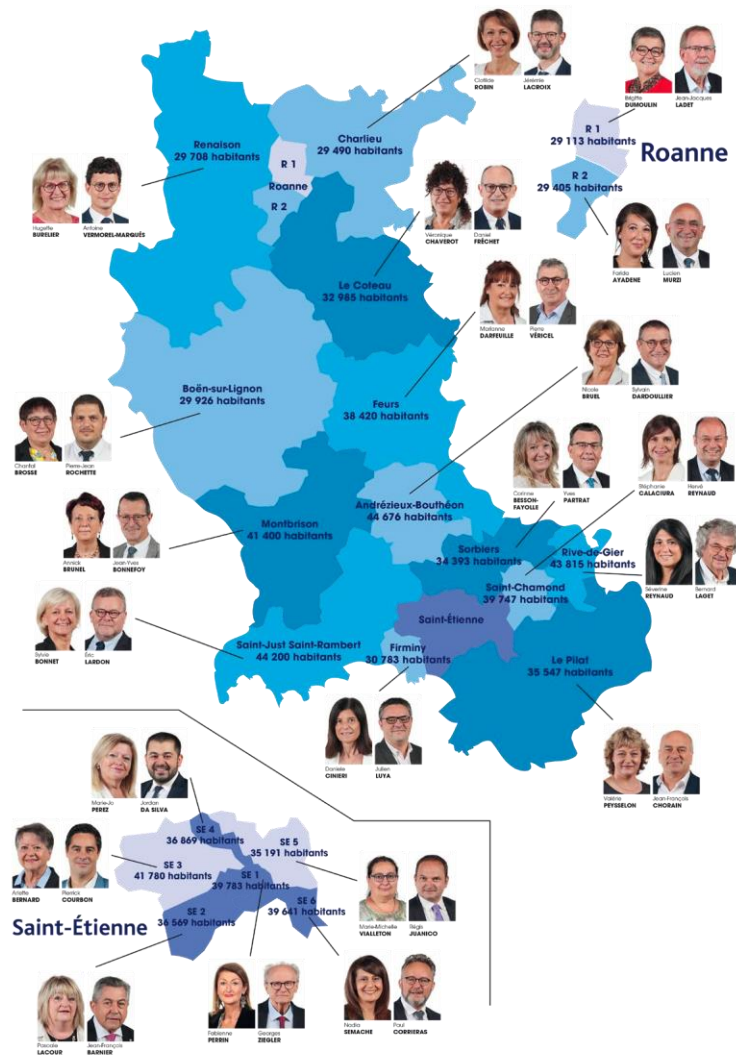 Clotilde
ROBIN
Jérémie
LACROIX
Brigitte
DUMOULIN
Jean-Jacques
LADET
Renaison
29 708 habitants
Charlieu
29 490 habitants
R 1
Roanne
R 2
R 1
29 113 habitants
Roanne
R 2
29 405 habitants
Huguette
BURELIER
Antoine
VERMOREL-MARQUÈS
Véronique
CHAVEROT
Daniel
FRÉCHET
Farida
AYADENE
Lucien
MURZI
Le Coteau
32 985 habitants
Marianne
DARFEUILLE
Pierre
VÉRICEL
Boën-sur-Lignon
29 926 habitants
Feurs
38 420 habitants
Nicole
BRUEL
Sylvain
DARDOULLIER
Chantal
BROSSE
Pierre-Jean
ROCHETTE
Corinne
BESSON-
FAYOLLE
Yves
PARTRAT
Stéphanie
CALACIURA
Hervé
REYNAUD
Andrézieux-Bouthéon
44 676 habitants
Montbrison
41 400 habitants
Annick
BRUNEL
Jean-Yves
BONNEFOY
Sorbiers
34 393 habitants
Rive-de-Gier
43 815 habitants
Saint-Chamond
39 747 habitants
Séverine
REYNAUD
Bernard
LAGET
Saint-Étienne
Sylvie
BONNET
Éric
LARDON
Saint-Just Saint-Rambert
44 200 habitants
Firminy
30 783 habitants
Le Pilat
35 547 habitants
Danièle
CINIERI
Julien
LUYA
Valérie
PEYSSELON
Jean-François
CHORAIN
Marie-Jo
PEREZ
Jordan
DA SILVA
SE 4
36 869 habitants
SE 5
35 191 habitants
SE 3
41 780 habitants
SE 1
39 783 habitants
SE 6
39 641 habitants
SE 2
36 569 habitants
Arlette
BERNARD
Pierrick
COURBON
Saint-Étienne
Marie-Michelle
VIALLETON
Régis
JUANICO
Pascale
LACOUR
Jean-François
BARNIER
Fabienne
PERRIN
Georges
ZIEGLER
Nadia
SEMACHE
Paul
CORRIERAS